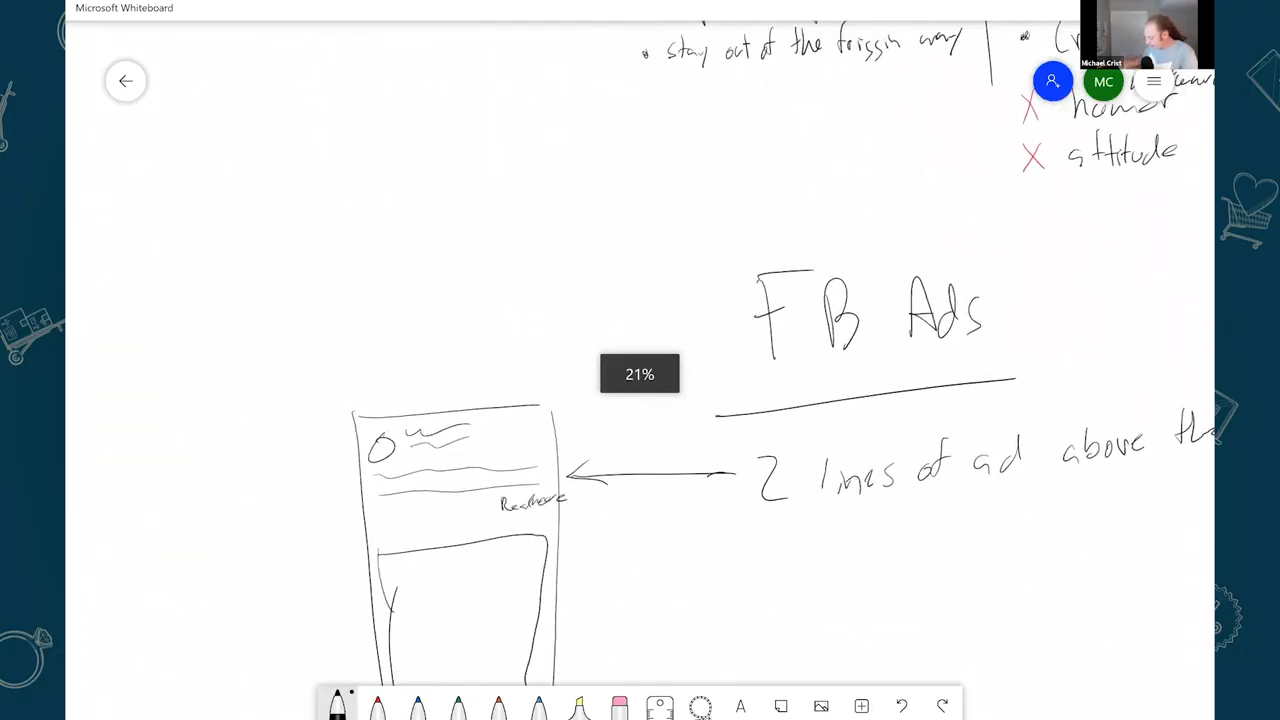 Microsoft Whiteboard
• stay out of the friggin way
Michael Crist
MC
X homor
X attitude
FB Ads
21%
2 lines of ad above the
Readmore
A